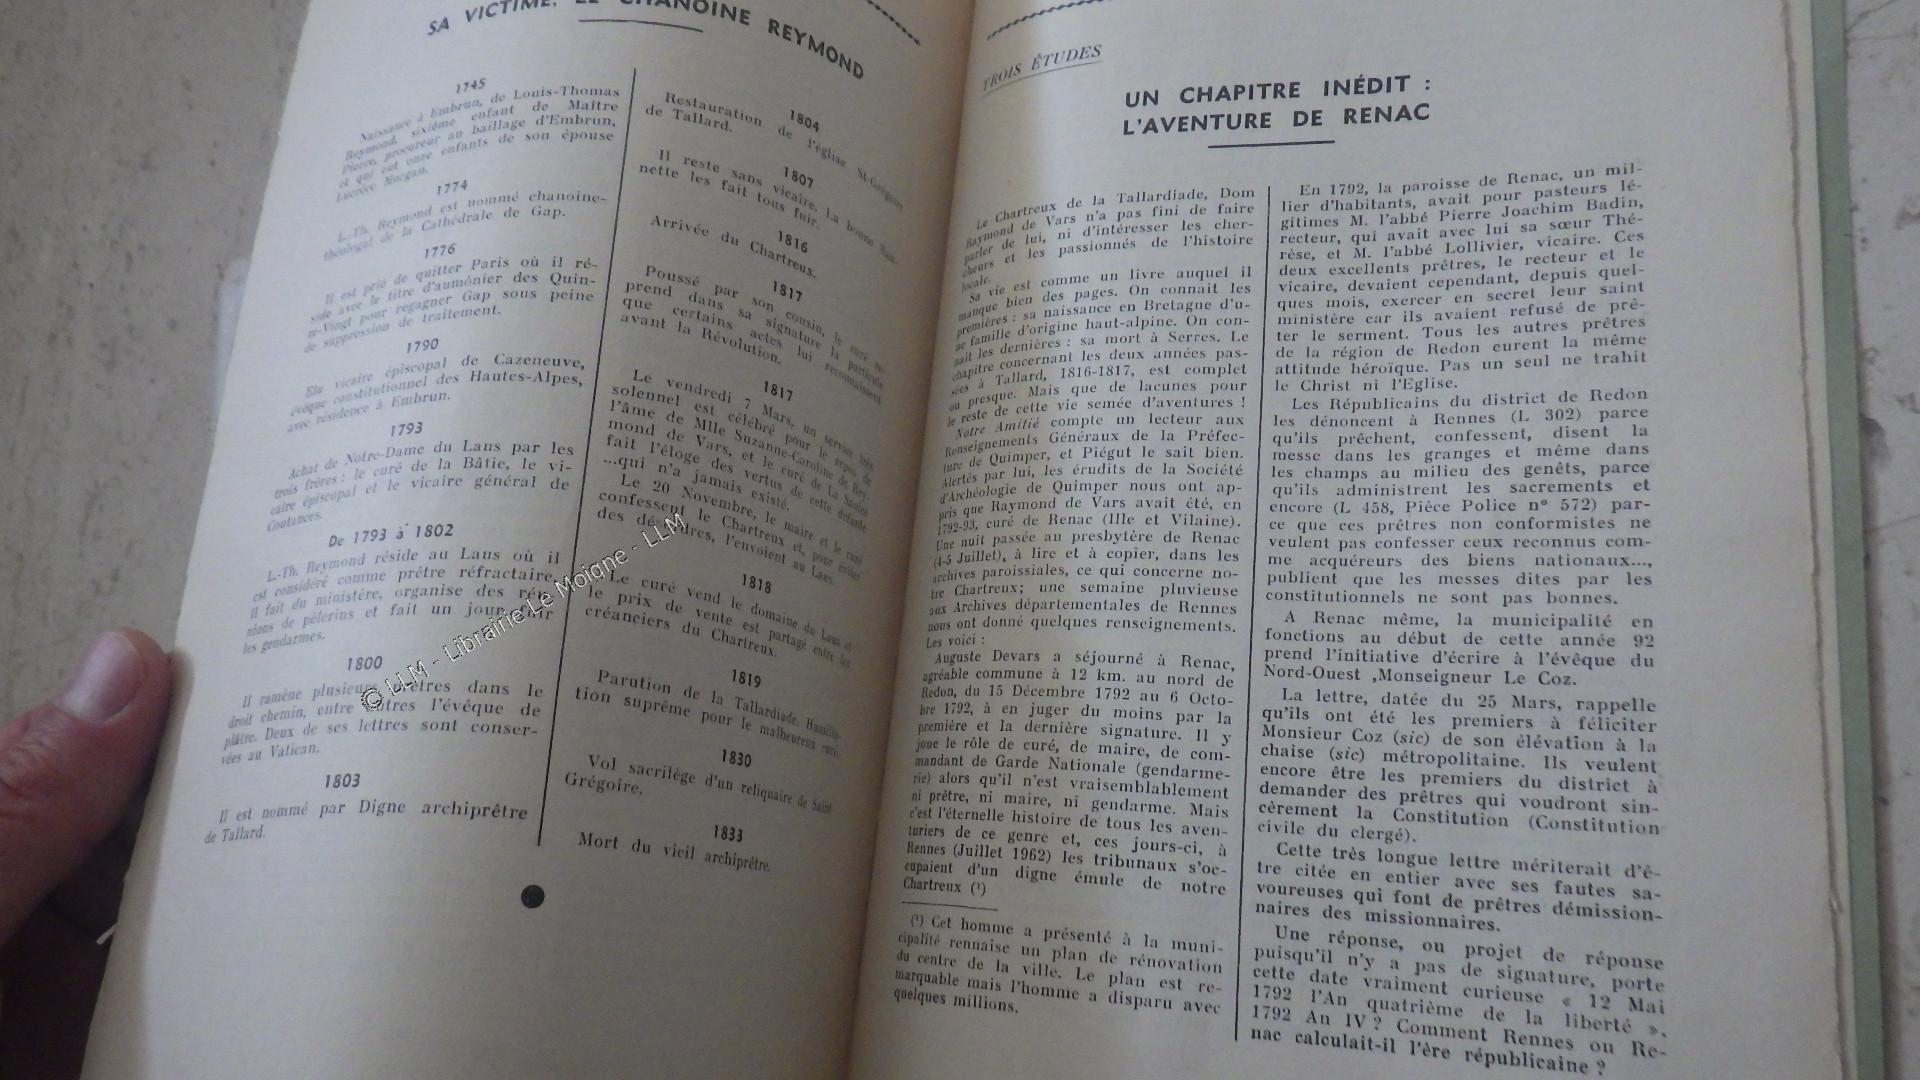 SA VICTIME, LE CHANOINE REYMOND
1745
Naissance à Embrun, de Louis-Thomas
Reymond, sixième enfant de Maître
Pierre, procureur au baillage d'Embrun,
et qui eut onze enfants de son épouse
Lucrèce Morgan.
1774
L.-Th. Reymond est nommé chanoine-
théologal de la Cathédrale de Gap.
1776
Il est prié de quitter Paris où il ré-
side avec le titre d'aumônier des Quin-
ze-Vingt pour regagner Gap sous peine
de suppression de traitement.
1790
Elu vicaire épiscopal de Cazeneuve,
évêque constitutionnel des Hautes-Alpes,
avec résidence à Embrun.
1793
Achat de Notre-Dame du Laus par les
trois frères : le curé de la Bâtie, le vi-
caire épiscopal et le vicaire général de
Coutances.
De 1793 à 1802
L.-Th. Reymond réside au Laus où il
est considéré comme prêtre réfractaire.
Il fait du ministère, organise des réu-
nions de pèlerins et fait un jour fuir
les gendarmes.
1800
Il ramène plusieurs prêtres dans le
droit chemin, entre autres l'évêque de
plâtre. Deux de ses lettres sont conser-
vées au Vatican.
1803
Il est nommé par Digne archiprêtre
de Tallard.
1804
Restauration de l'église St-Grégoire
de Tallard.
1807
Il reste sans vicaire. La bonne Nan-
nette les fait tous fuir.
1816
Arrivée du Chartreux.
1817
Poussé par son cousin, le curé re-
prend dans sa signature la particule
que certains actes lui reconnaissent
avant la Révolution.
1817
Le vendredi 7 Mars, un service très
solennel est célébré pour le repos de
l'âme de Mlle Suzanne-Caroline de Rey-
mond de Vars, et le curé de La Saulce
fait l'éloge des vertus de cette défunte
...qui n'a jamais existé.
Le 20 Novembre, le maire et le curé
confessent le Chartreux et, pour éviter
des désordres, l'envoient au Laus.
1818
Le curé vend le domaine du Laus et
le prix de vente est partagé entre les
créanciers du Chartreux.
1819
Parution de la Tallardiade. Humilia-
tion suprême pour le malheureux curé.
1830
Vol sacrilège d'un reliquaire de Saint
Grégoire.
1833
Mort du vieil archiprêtre.
© LLM - Librairie Le Moigne - LLM
TROIS ÉTUDES
UN CHAPITRE INÉDIT :
L'AVENTURE DE RENAC
Le Chartreux de la Tallardiade, Dom
Raymond de Vars n'a pas fini de faire
parler de lui, ni d'intéresser les cher-
cheurs et les passionnés de l'histoire
locale.
Sa vie est comme un livre auquel il
manque bien des pages. On connait les
premières : sa naissance en Bretagne d'u-
ne famille d'origine haut-alpine. On con-
nait les dernières : sa mort à Serres. Le
chapitre concernant les deux années pas-
sées à Tallard, 1816-1817, est complet
ou presque. Mais que de lacunes pour
le reste de cette vie semée d'aventures !
Notre Amitié compte un lecteur aux
Renseignements Généraux de la Préfec-
ture de Quimper, et Piégut le sait bien.
Alertés par lui, les érudits de la Société
d'Archéologie de Quimper nous ont ap-
pris que Raymond de Vars avait été, en
1792-93, curé de Renac (Ille et Vilaine).
Une nuit passée au presbytère de Renac
(4-5 Juillet), à lire et à copier, dans les
archives paroissiales, ce qui concerne no-
tre Chartreux; une semaine pluvieuse
aux Archives départementales de Rennes
nous ont donné quelques renseignements.
Les voici :
Auguste Devars a séjourné à Renac,
agréable commune à 12 km. au nord de
Redon, du 15 Décembre 1792 au 6 Octo-
bre 1792, à en juger du moins par la
première et la dernière signature. Il y
joue le rôle de curé, de maire, de com-
mandant de Garde Nationale (gendarme-
rie) alors qu'il n'est vraisemblablement
ni prêtre, ni maire, ni gendarme. Mais
c'est l'éternelle histoire de tous les aven-
turiers de ce genre et, ces jours-ci, à
Rennes (Juillet 1962) les tribunaux s'oc-
cupaient d'un digne émule de notre
Chartreux (¹)
(¹) Cet homme a présenté à la muni-
cipalité rennaise un plan de rénovation
du centre de la ville. Le plan est re-
marquable mais l'homme a disparu avec
quelques millions.
En 1792, la paroisse de Renac, un mil-
lier d'habitants, avait pour pasteurs lé-
gitimes M. l'abbé Pierre Joachim Badin,
recteur, qui avait avec lui sa sœur Thé-
rèse, et M. l'abbé Lollivier, vicaire. Ces
deux excellents prêtres, le recteur et le
vicaire, devaient cependant, depuis quel-
ques mois, exercer en secret leur saint
ministère car ils avaient refusé de prê-
ter le serment. Tous les autres prêtres
de la région de Redon eurent la même
attitude héroïque. Pas un seul ne trahit
le Christ ni l'Eglise.
Les Républicains du district de Redon
les dénoncent à Rennes (L 302) parce
qu'ils prêchent, confessent, disent la
messe dans les granges et même dans
les champs au milieu des genêts, parce
qu'ils administrent les sacrements et
encore (L 458, Pièce Police n° 572) par-
ce que ces prêtres non conformistes ne
veulent pas confesser ceux reconnus com-
me acquéreurs des biens nationaux...,
publient que les messes dites par les
constitutionnels ne sont pas bonnes.
A Renac même, la municipalité en
fonctions au début de cette année 92
prend l'initiative d'écrire à l'évêque du
Nord-Ouest ,Monseigneur Le Coz.
La lettre, datée du 25 Mars, rappelle
qu'ils ont été les premiers à féliciter
Monsieur Coz (sic) de son élévation à la
chaise (sic) métropolitaine. Ils veulent
encore être les premiers du district à
demander des prêtres qui voudront sin-
cèrement la Constitution (Constitution
civile du clergé).
Cette très longue lettre mériterait d'ê-
tre citée en entier avec ses fautes sa-
voureuses qui font de prêtres démission-
naires des missionnaires.
Une réponse, ou projet de réponse
puisqu'il n'y a pas de signature, porte
cette date vraiment curieuse « 12 Mai
1792 l'An quatrième de la liberté ».
1792 An IV ? Comment Rennes ou Re-
nac calculait-il l'ère républicaine ?